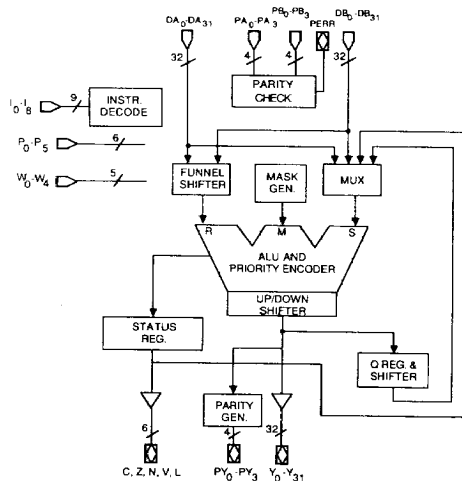 DA0-DA31
PA0-PA3
PB0-PB3
PERR
DB0-DB31
32
4
4
32
PARITY
CHECK
I0-I8
9
INSTR.
DECODE
P0-P5
6
W0-W4
5
FUNNEL
SHIFTER
MASK
GEN.
MUX
R
M
S
ALU AND
PRIORITY ENCODER
UP/DOWN
SHIFTER
STATUS
REG.
Q REG. &
SHIFTER
PARITY
GEN.
6
4
32
C, Z, N, V, L
PY0-PY3
Y0-Y31